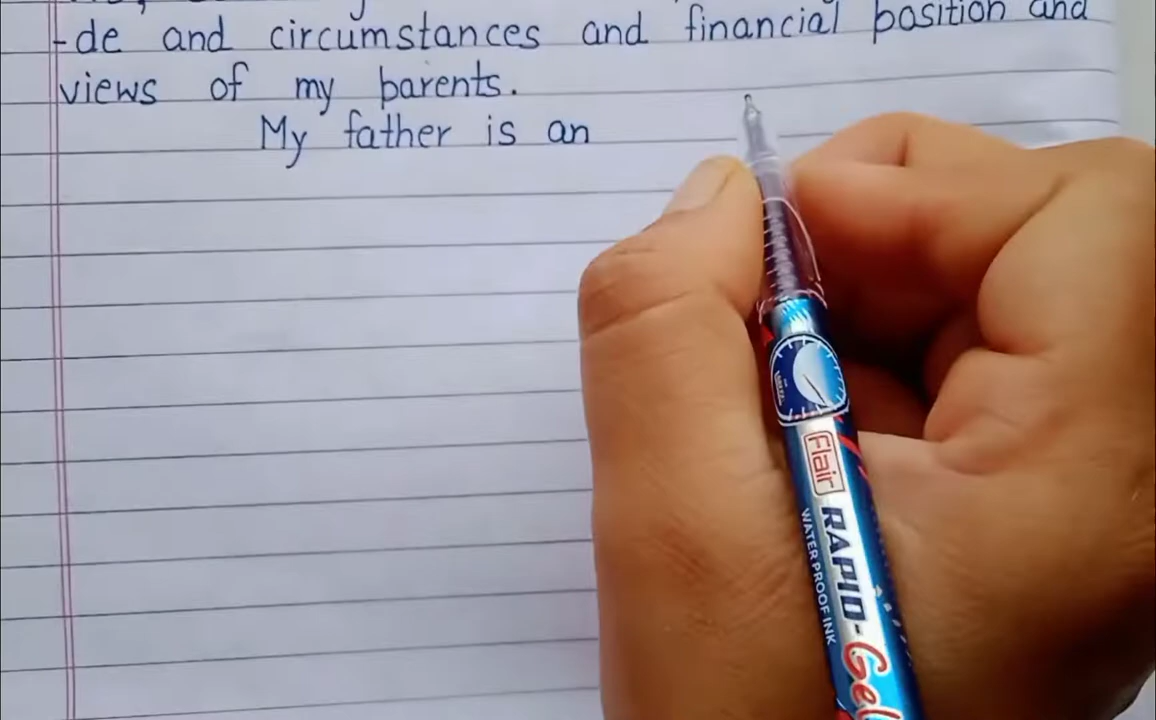 -de and circumstances and financial position and
views of my parents.
My father is an
Flair
RAPID-Gel
WATER PROOF INK